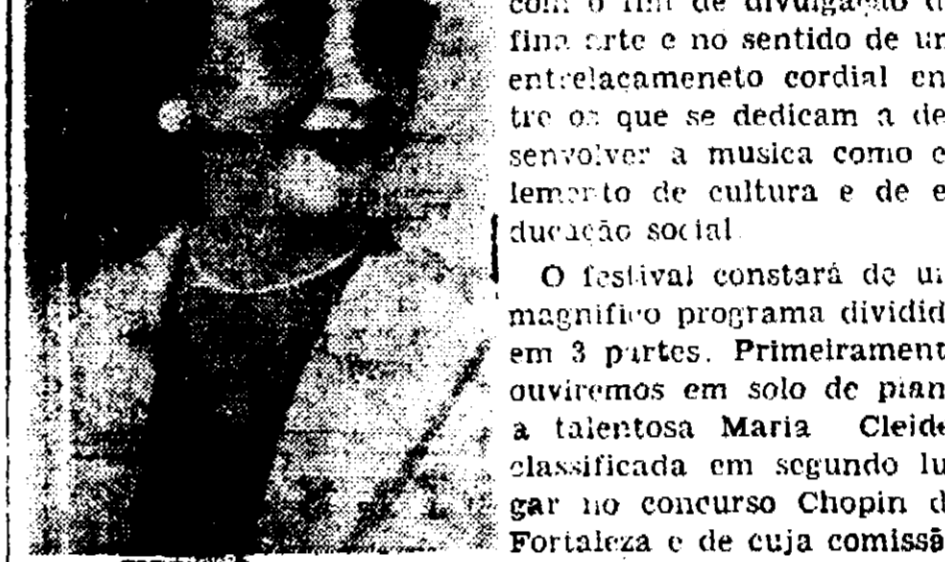 com o fim de divulgação d
fina arte e no sentido de un
entrelaçameneto cordial en
tre os que se dedicam a de
senvolver a musica como e
lemento de cultura e de e
ducação social.
O festival constará de u
magnifico programa dividid
em 3 partes. Primeirament
ouviremos em solo de pian
a talentosa Maria Cleide
classificada em segundo lu
gar no concurso Chopin d
Fortaleza e de cuja comissã